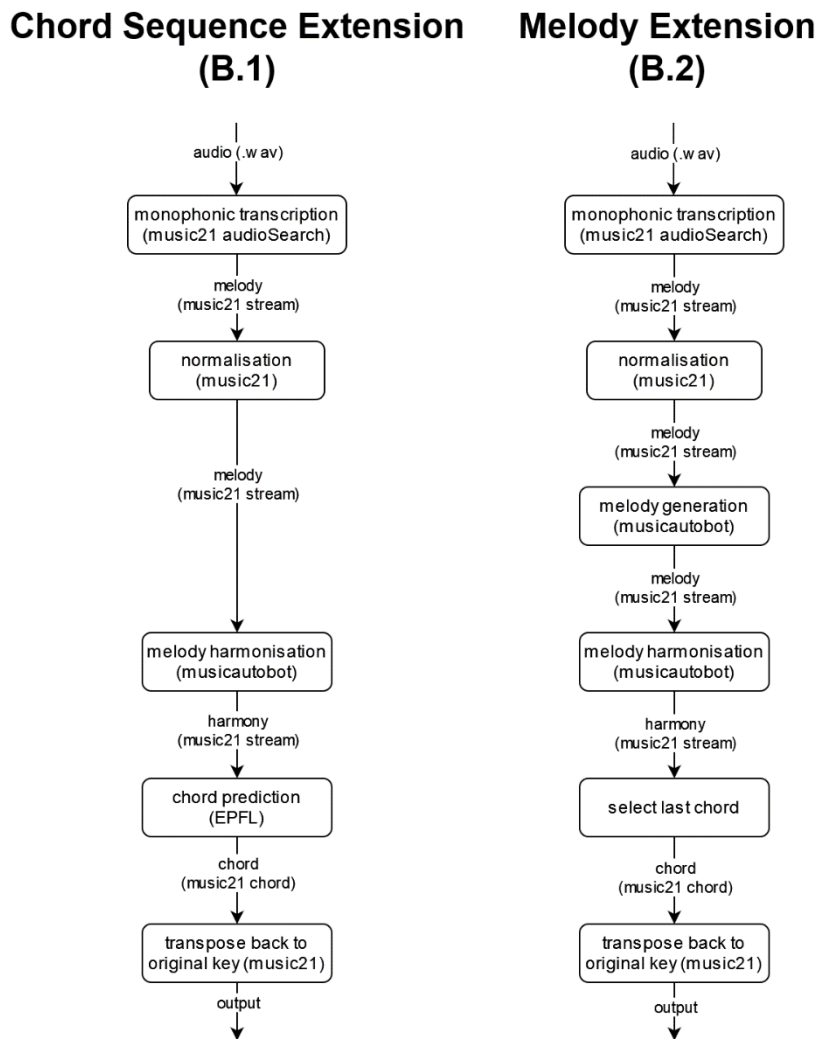 Chord Sequence Extension
(B.1)
audio (.wav)
monophonic transcription
(music21 audioSearch)
melody
(music21 stream)
normalisation
(music21)
melody
(music21 stream)
melody harmonisation
(musicautobot)
harmony
(music21 stream)
chord prediction
(EPFL)
chord
(music21 chord)
transpose back to
original key (music21)
output
Melody Extension
(B.2)
audio (.wav)
monophonic transcription
(music21 audioSearch)
melody
(music21 stream)
normalisation
(music21)
melody
(music21 stream)
melody generation
(musicautobot)
melody
(music21 stream)
melody harmonisation
(musicautobot)
harmony
(music21 stream)
select last chord
chord
(music21 chord)
transpose back to
original key (music21)
output